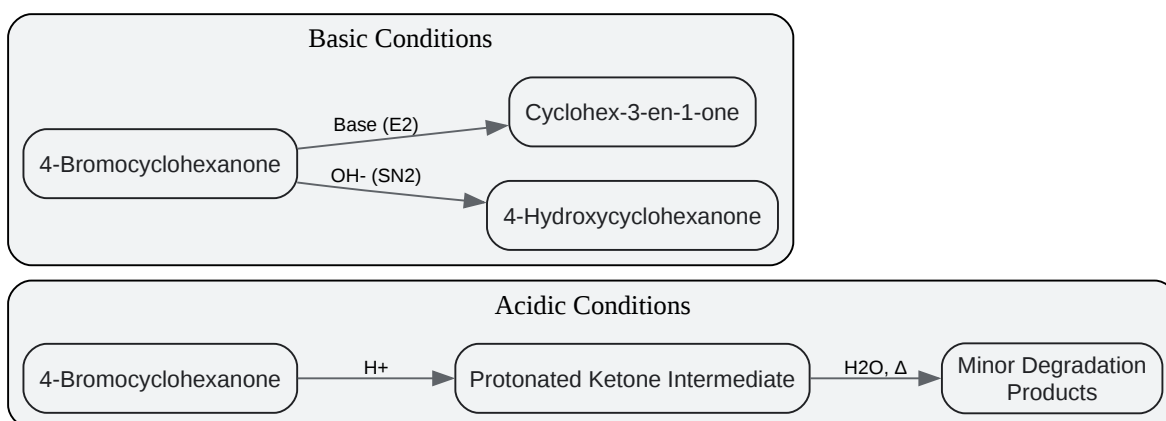 Basic Conditions
Cyclohex-3-en-1-one
Base (E2)
4-Bromocyclohexanone
OH- (SN2)
4-Hydroxycyclohexanone
Acidic Conditions
4-Bromocyclohexanone
H+
Protonated Ketone Intermediate
H2O, Δ
Minor Degradation
Products